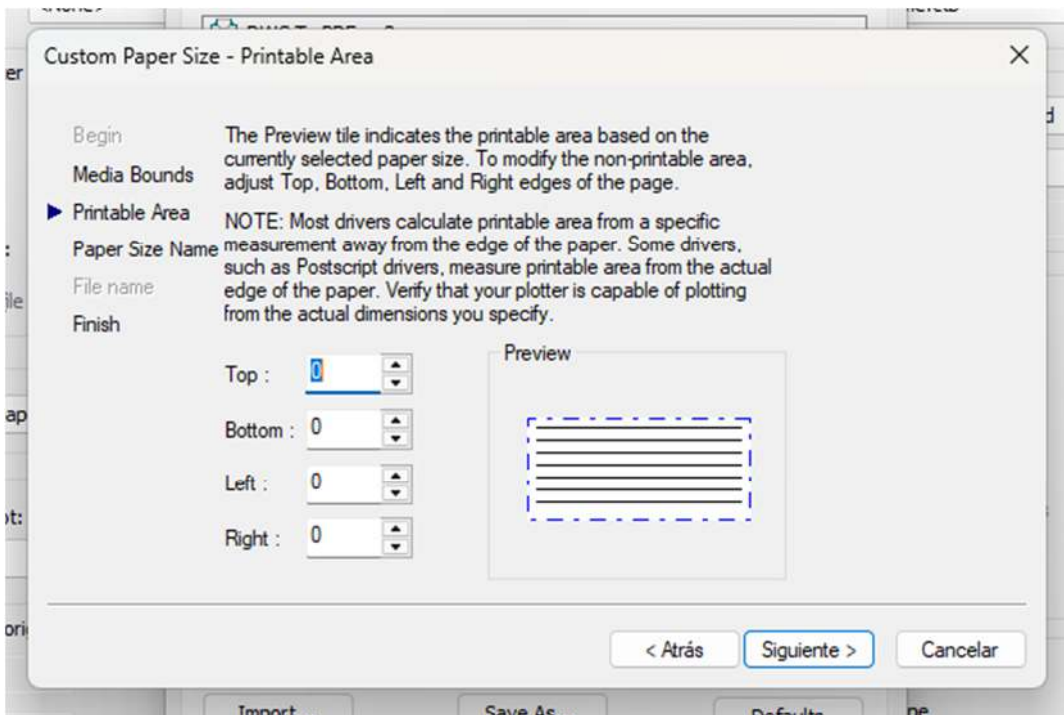 Custom Paper Size - Printable Area
Begin
Media Bounds
Printable Area
Paper Size Name
File name
Finish
The Preview tile indicates the printable area based on the
currently selected paper size. To modify the non-printable area,
adjust Top, Bottom, Left and Right edges of the page.
NOTE: Most drivers calculate printable area from a specific
measurement away from the edge of the paper. Some drivers,
such as Postscript drivers, measure printable area from the actual
edge of the paper. Verify that your plotter is capable of plotting
from the actual dimensions you specify.
Top : 0
Bottom : 0
Left : 0
Right : 0
Preview
< Atrás
Siguiente >
Cancelar
Import...
Save As...
Defaults